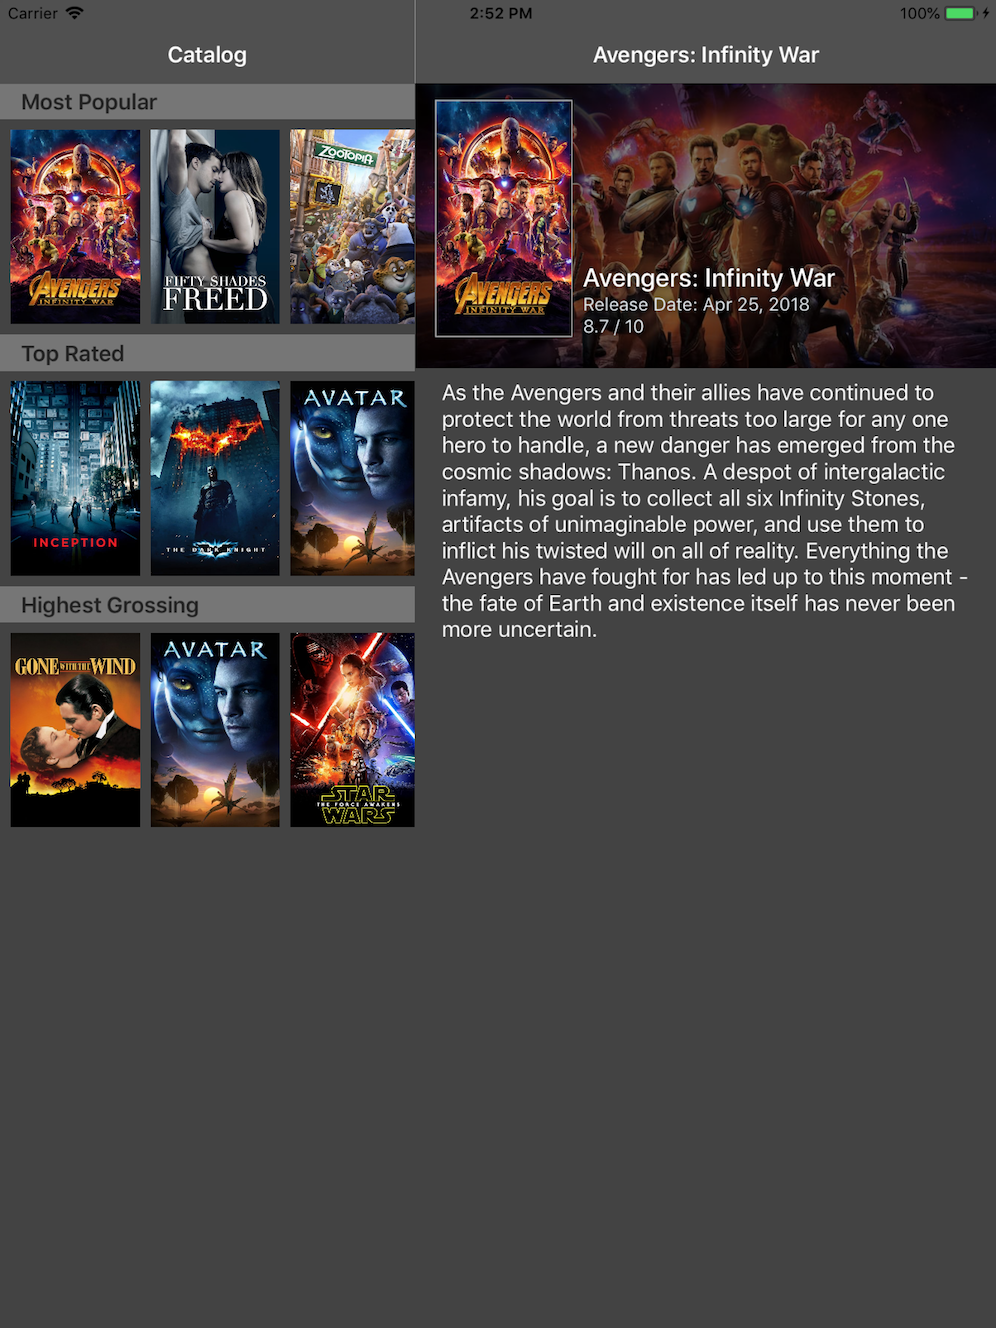 Carrier
2:52 PM
100%
Catalog
Avengers: Infinity War
Most Popular
AVENGERS
INFINITY WAR
FIFTY SHADES
FREED
ZOOTOPIA
AVENGERS
INFINITY WAR
Avengers: Infinity War
Release Date: Apr 25, 2018
8.7 / 10
Top Rated
INCEPTION
THE DARK KNIGHT
AVATAR
As the Avengers and their allies have continued to
protect the world from threats too large for any one
hero to handle, a new danger has emerged from the
cosmic shadows: Thanos. A despot of intergalactic
infamy, his goal is to collect all six Infinity Stones,
artifacts of unimaginable power, and use them to
inflict his twisted will on all of reality. Everything the
Avengers have fought for has led up to this moment -
the fate of Earth and existence itself has never been
more uncertain.
Highest Grossing
GONE WITH THE WIND
AVATAR
STAR
THE FORCE AWAKENS
WARS